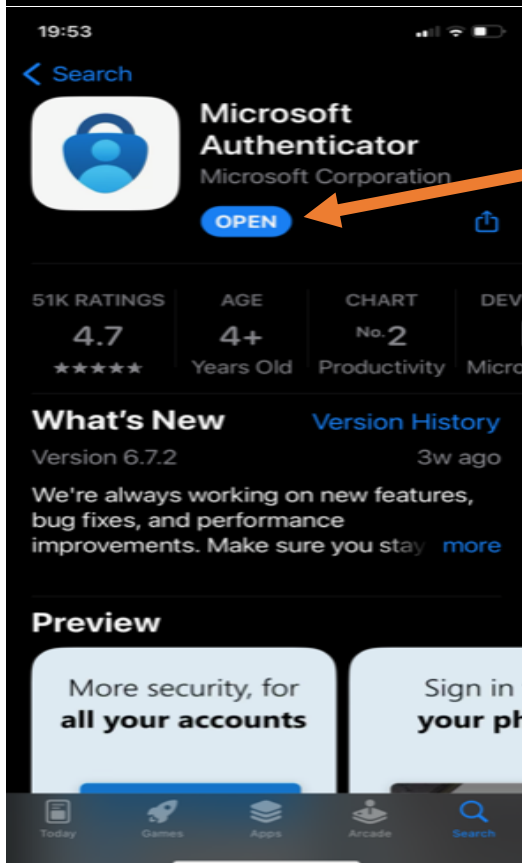 19:53
Search
Microsoft
Authenticator
Microsoft Corporation
OPEN
51K RATINGS AGE CHART DEV
4.7 4+ No.2
Years Old Productivity Micro
What's New Version History
Version 6.7.2 3w ago
We're always working on new features,
bug fixes, and performance
improvements. Make sure you stay more
Preview
More security, for
all your accounts
Sign in
your ph
Today Games Apps Arcade Search